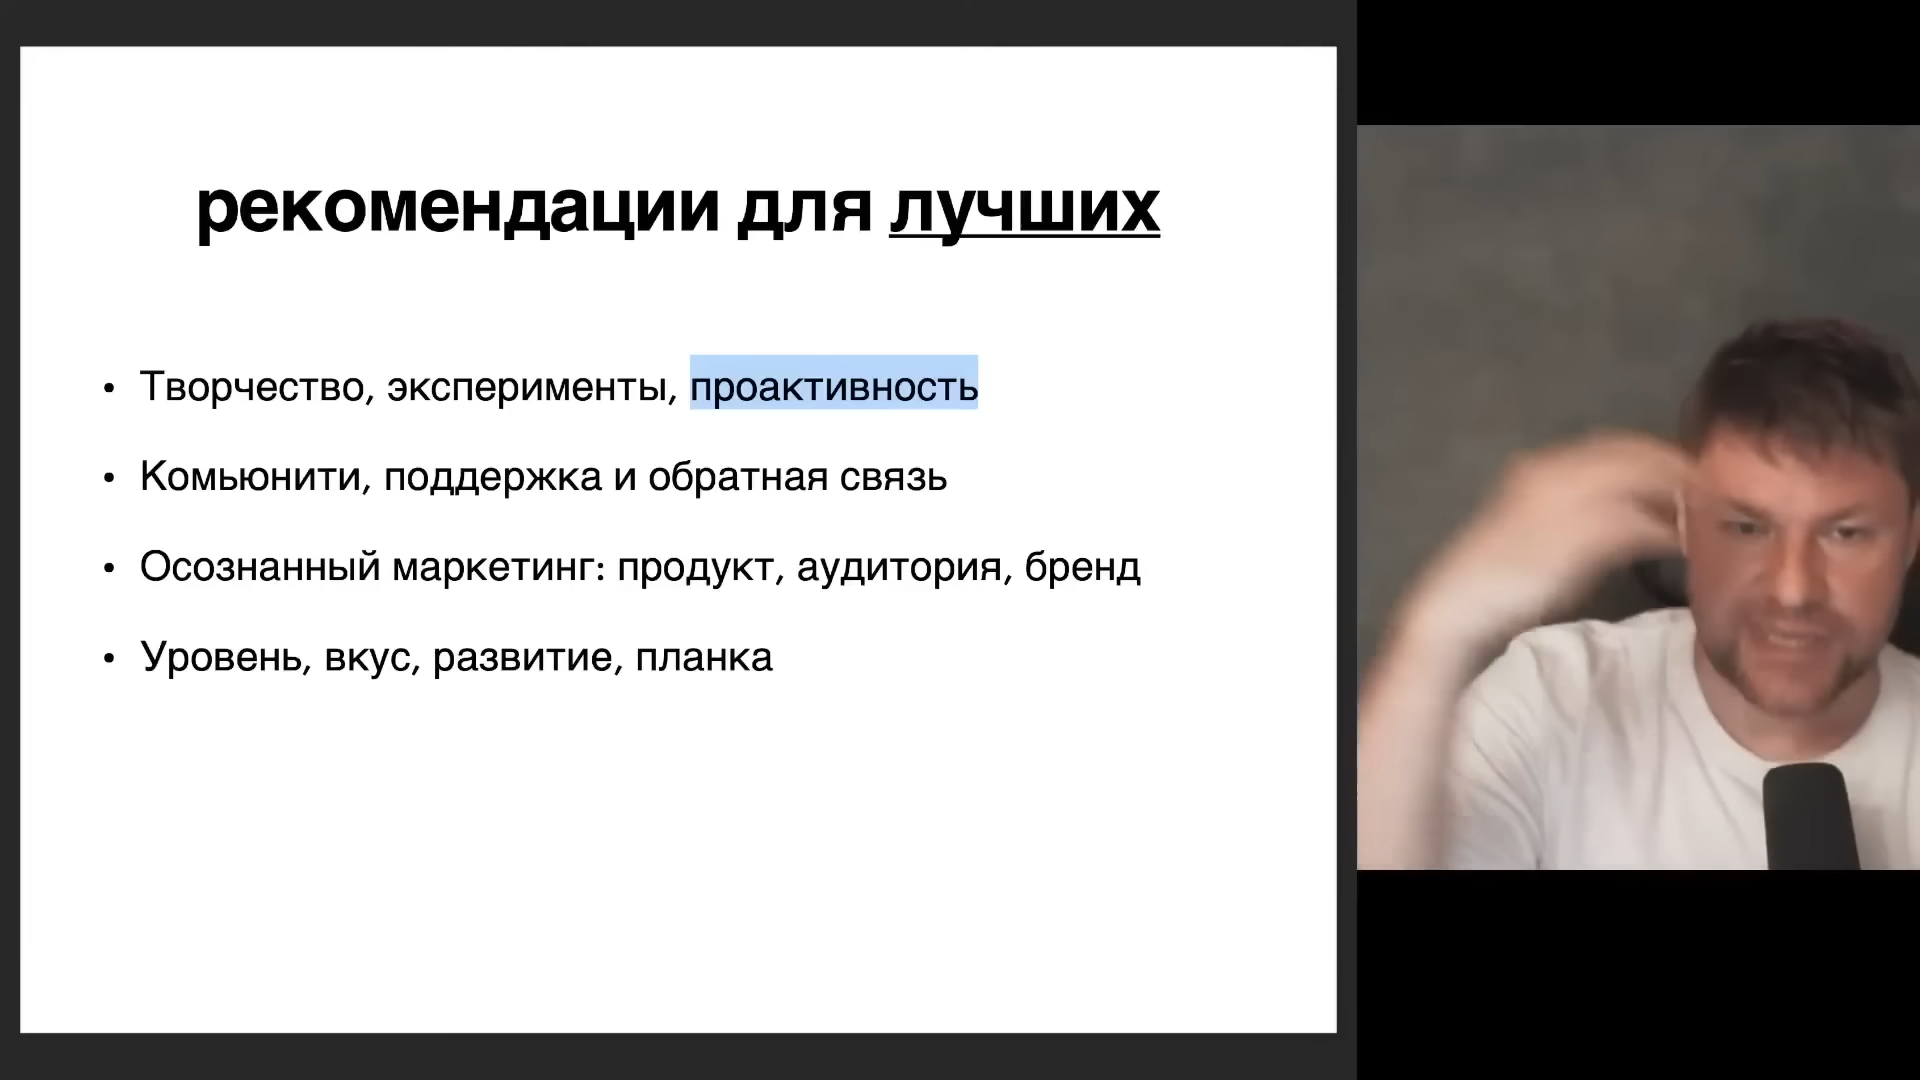 рекомендации для лучших
• Творчество, эксперименты, проактивность
• Комьюнити, поддержка и обратная связь
• Осознанный маркетинг: продукт, аудитория, бренд
• Уровень, вкус, развитие, планка